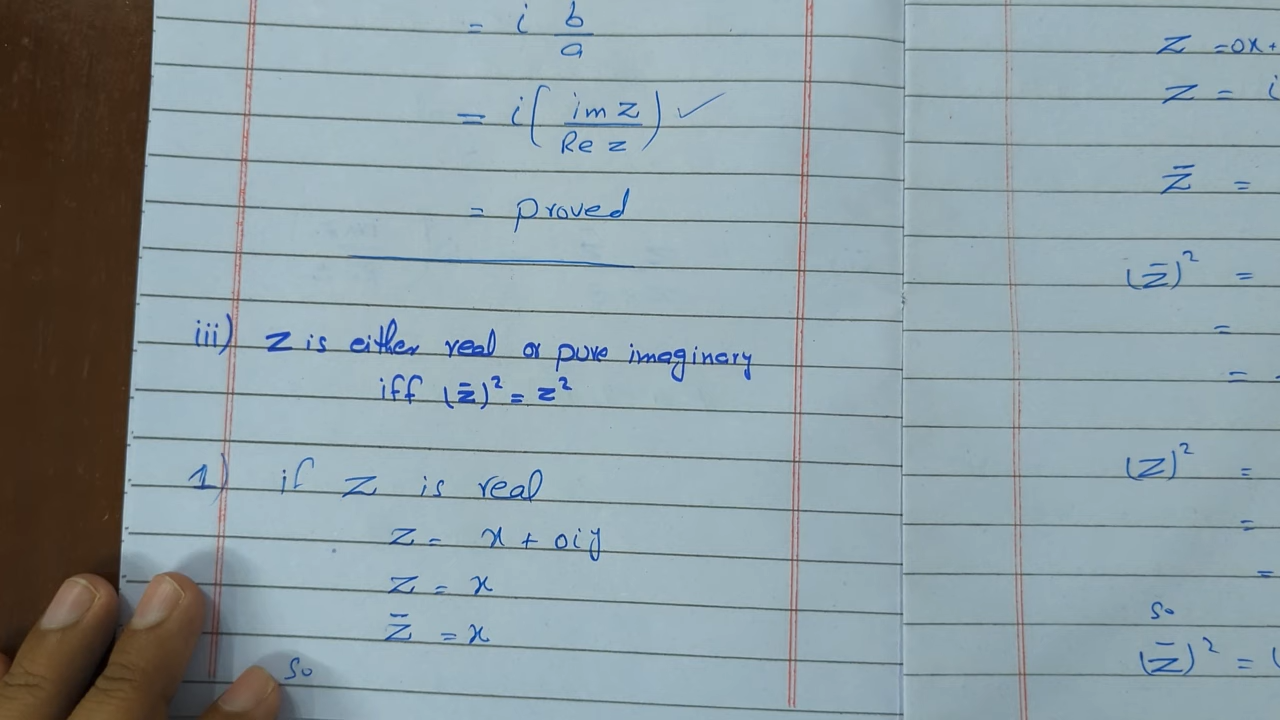 = i b/a
= i( im z / Re z ) ✓
= proved
iii) Z is either real or pure imaginary
iff (z̄)² = z²
1) if Z is real
Z = x + 0iy
Z = x
Z̄ = x
So
Z = 0x +
Z = i
Z̄ =
(z̄)² =
=
=
(Z)² =
=
=
So
(z̄)² = (